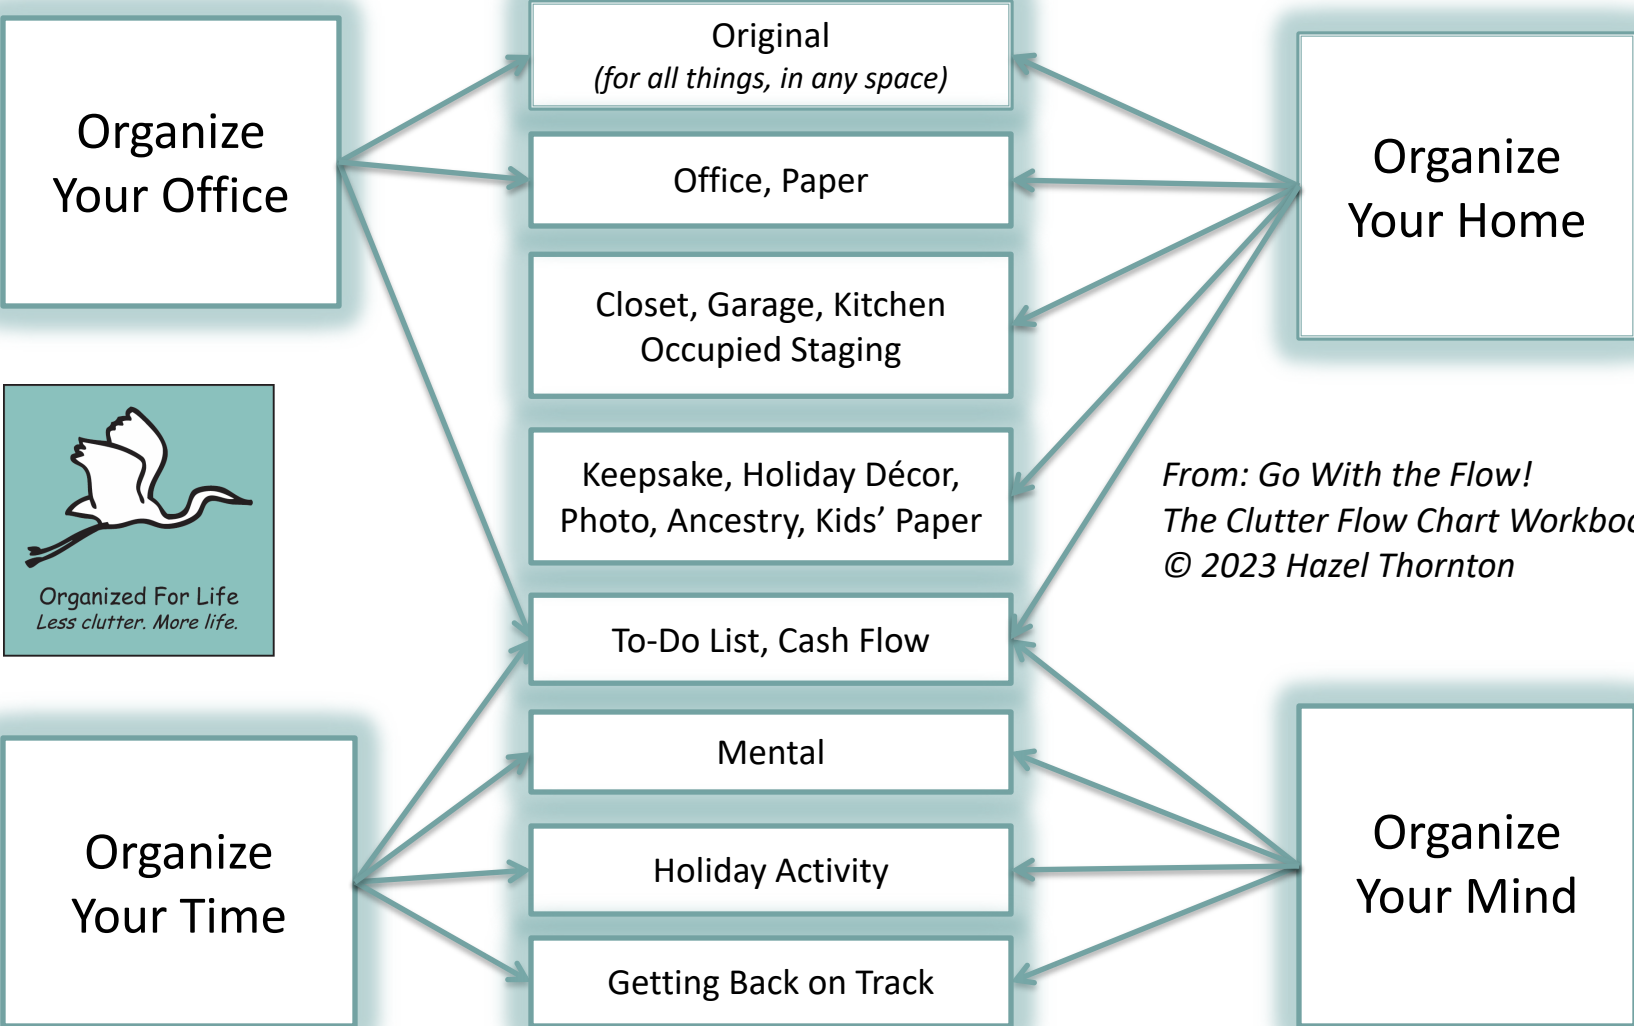 Organize
Your Office
Original
(for all things, in any space)
Office, Paper
Closet, Garage, Kitchen
Occupied Staging
Keepsake, Holiday Décor,
Photo, Ancestry, Kids’ Paper
To-Do List, Cash Flow
Mental
Holiday Activity
Getting Back on Track
Organize
Your Home
Organized For Life
Less clutter. More life.
From: Go With the Flow!
The Clutter Flow Chart
© 2023 Hazel Thornton
Organize
Your Time
Organize
Your Mind